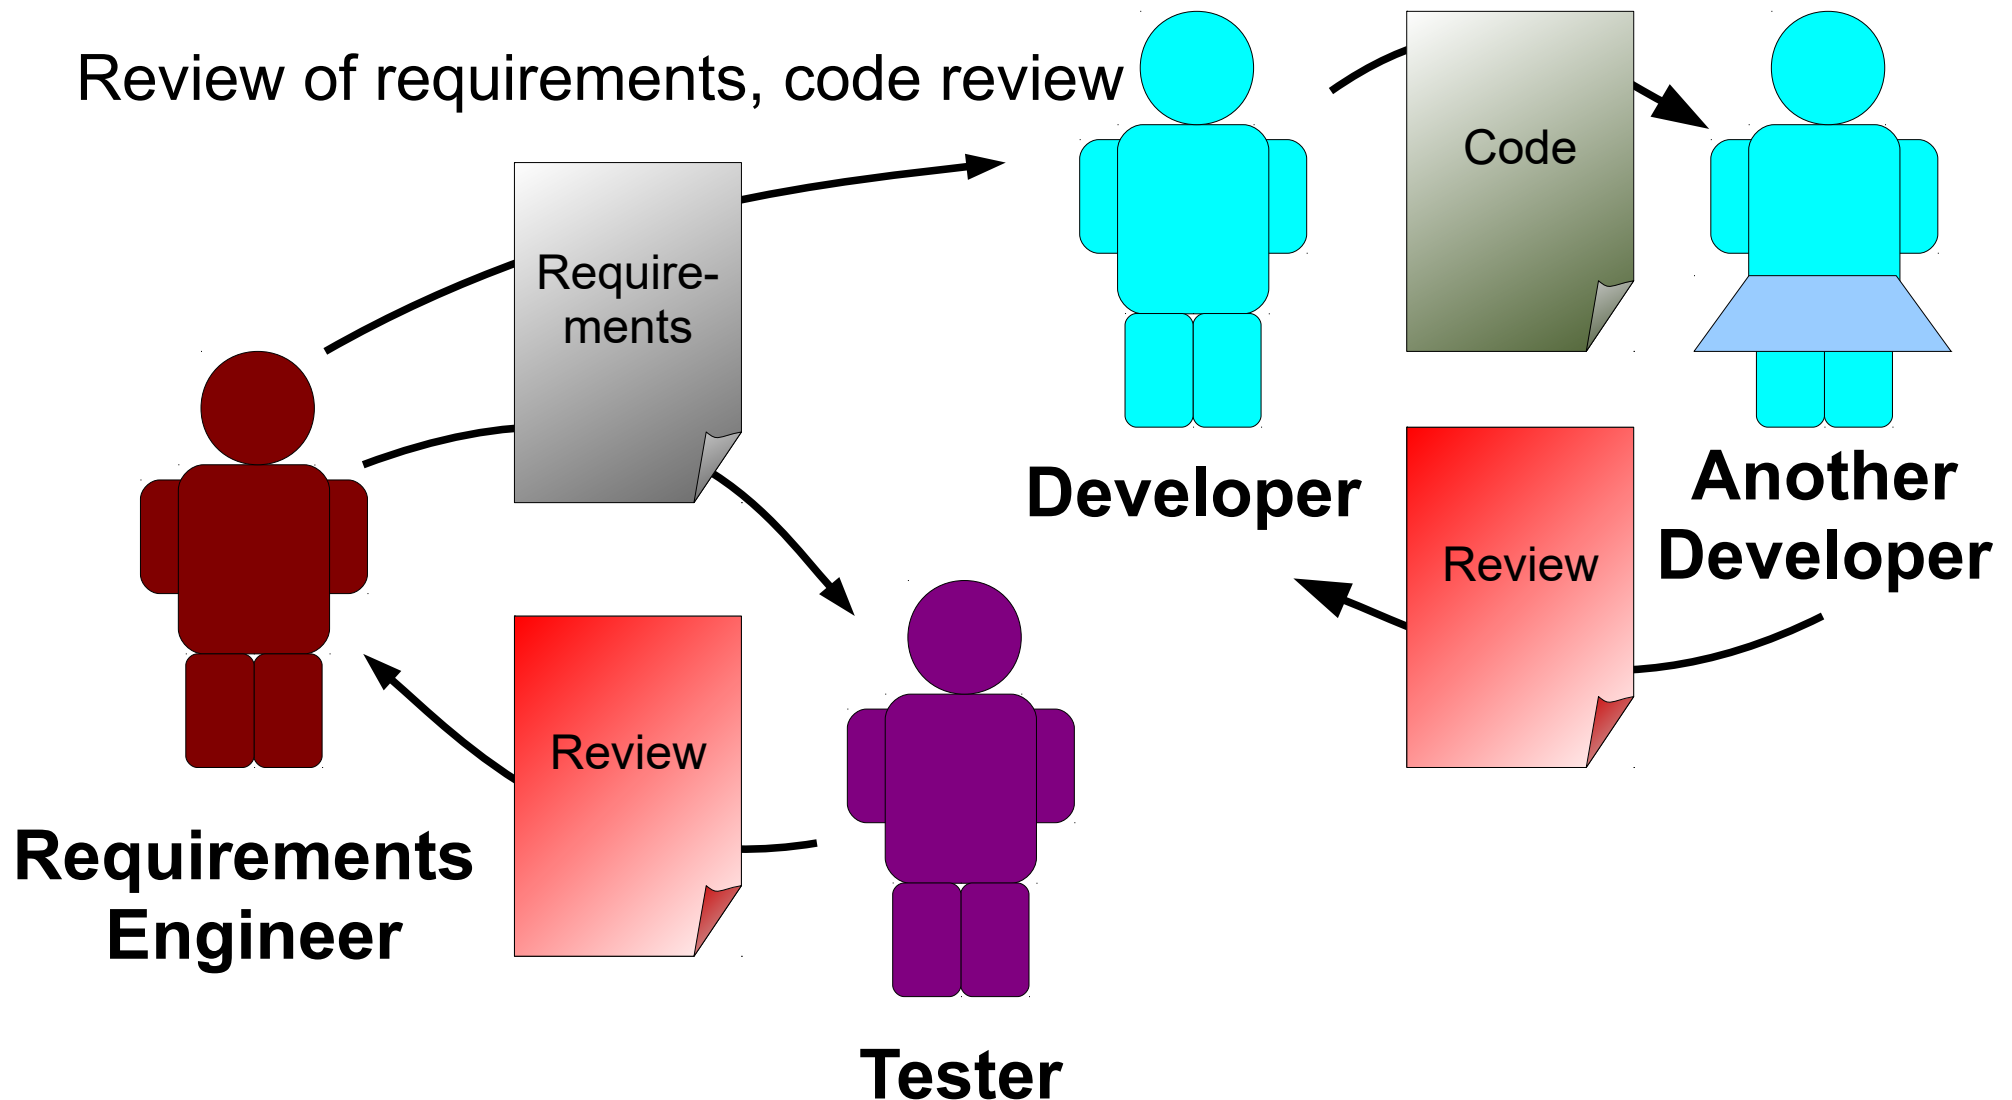 Review of requirements, code review
Code
Require-
ments
Developer
Another
Developer
Review
Review
Requirements
Engineer
Tester